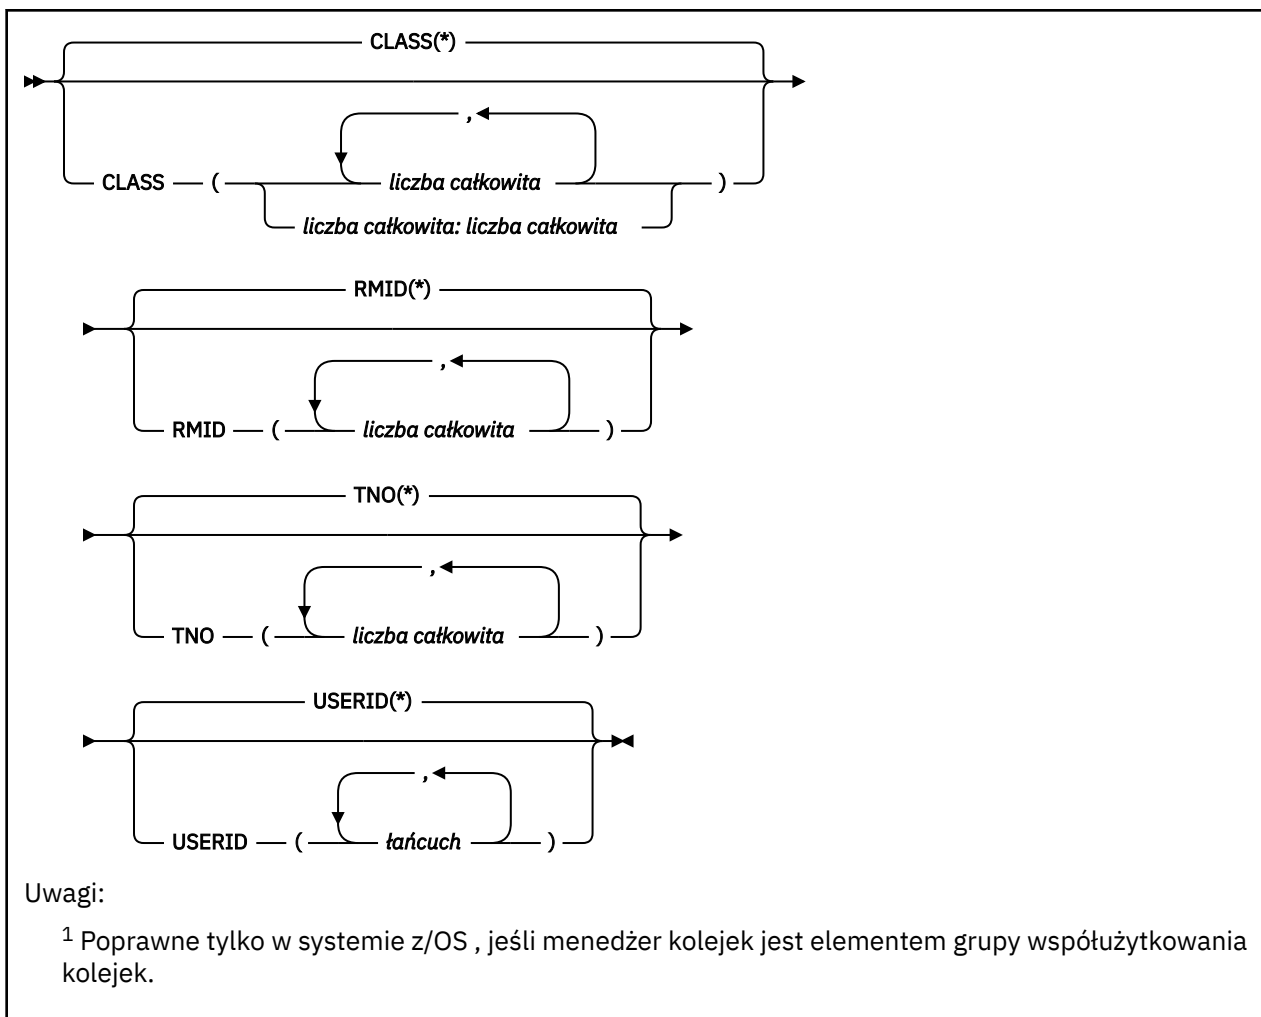 CLASS(*)
,
CLASS ( liczba całkowita )
liczba całkowita: liczba całkowita
RMID(*)
,
RMID ( liczba całkowita )
TNO(*)
,
TNO ( liczba całkowita )
USERID(*)
,
USERID ( łańcuch )
Uwagi:
1 Poprawne tylko w systemie z/OS , jeśli menedżer kolejek jest elementem grupy współużytkowania
kolejek.